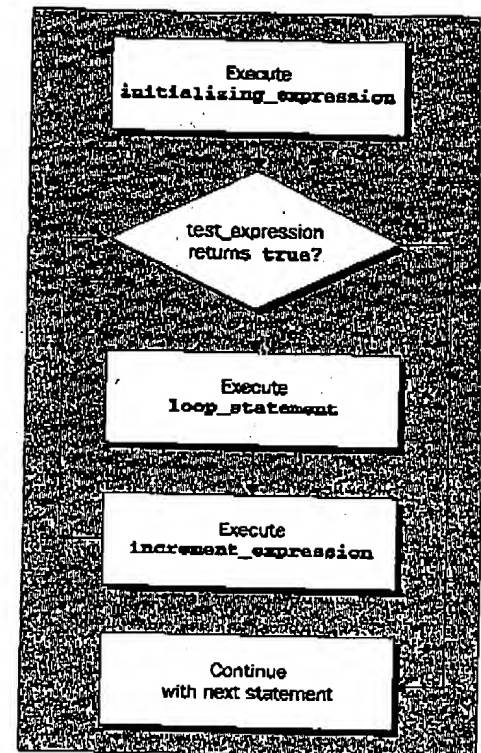 Execute
initializing_expression
test_expression
returns true?
Execute
loop_statement
Execute
increment_expression
Continue
with next statement